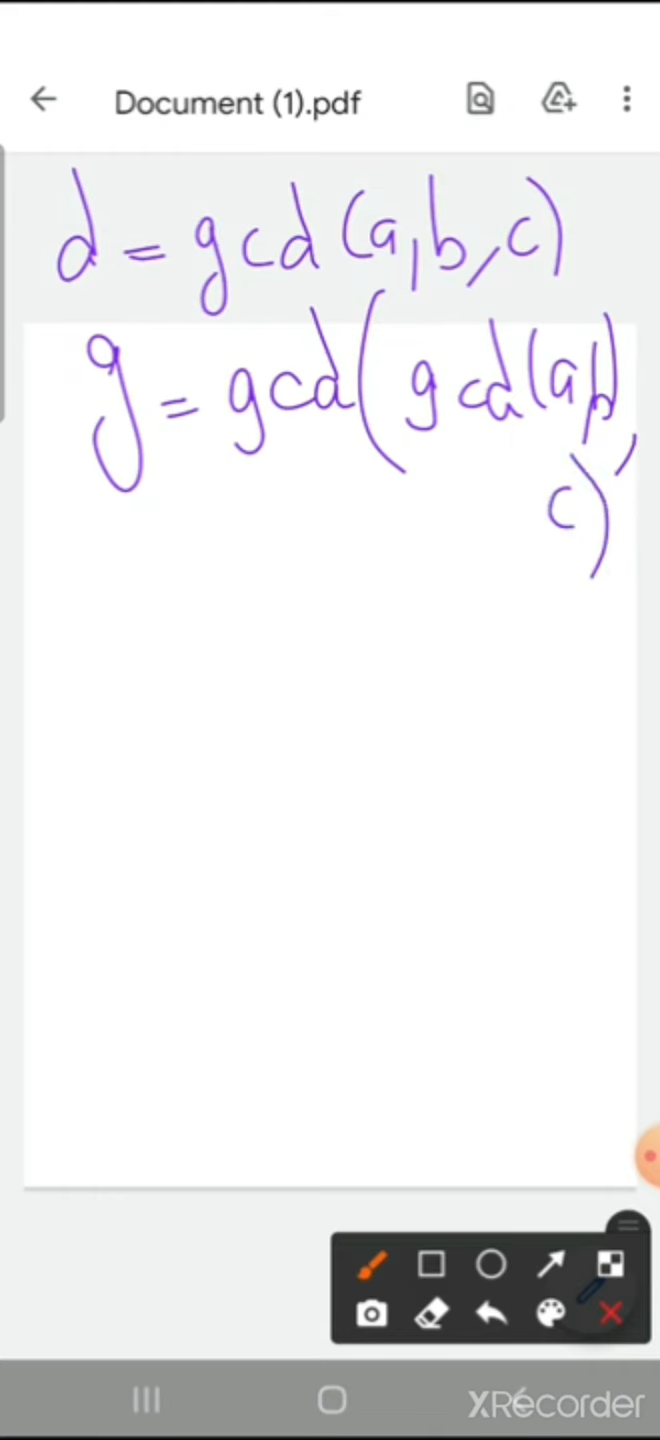 Document (1).pdf
d = gcd (a, b, c)
g = gcd( gcd(a,b),
c)
XRecorder